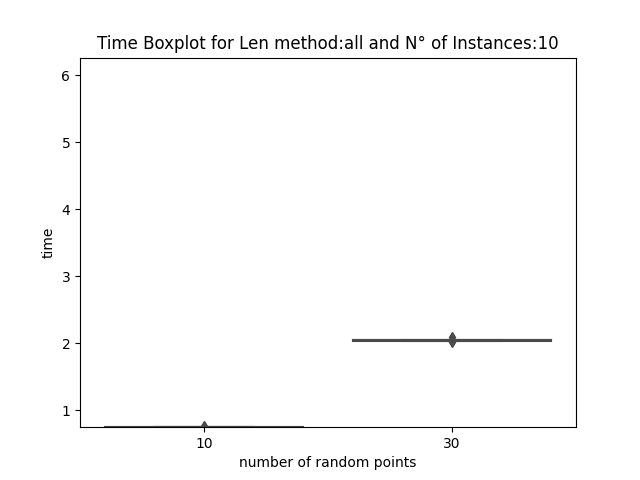 Time Boxplot for Len method:all and N° of Instances:10
6
5
4
3
2
1
time
10 30
number of random points